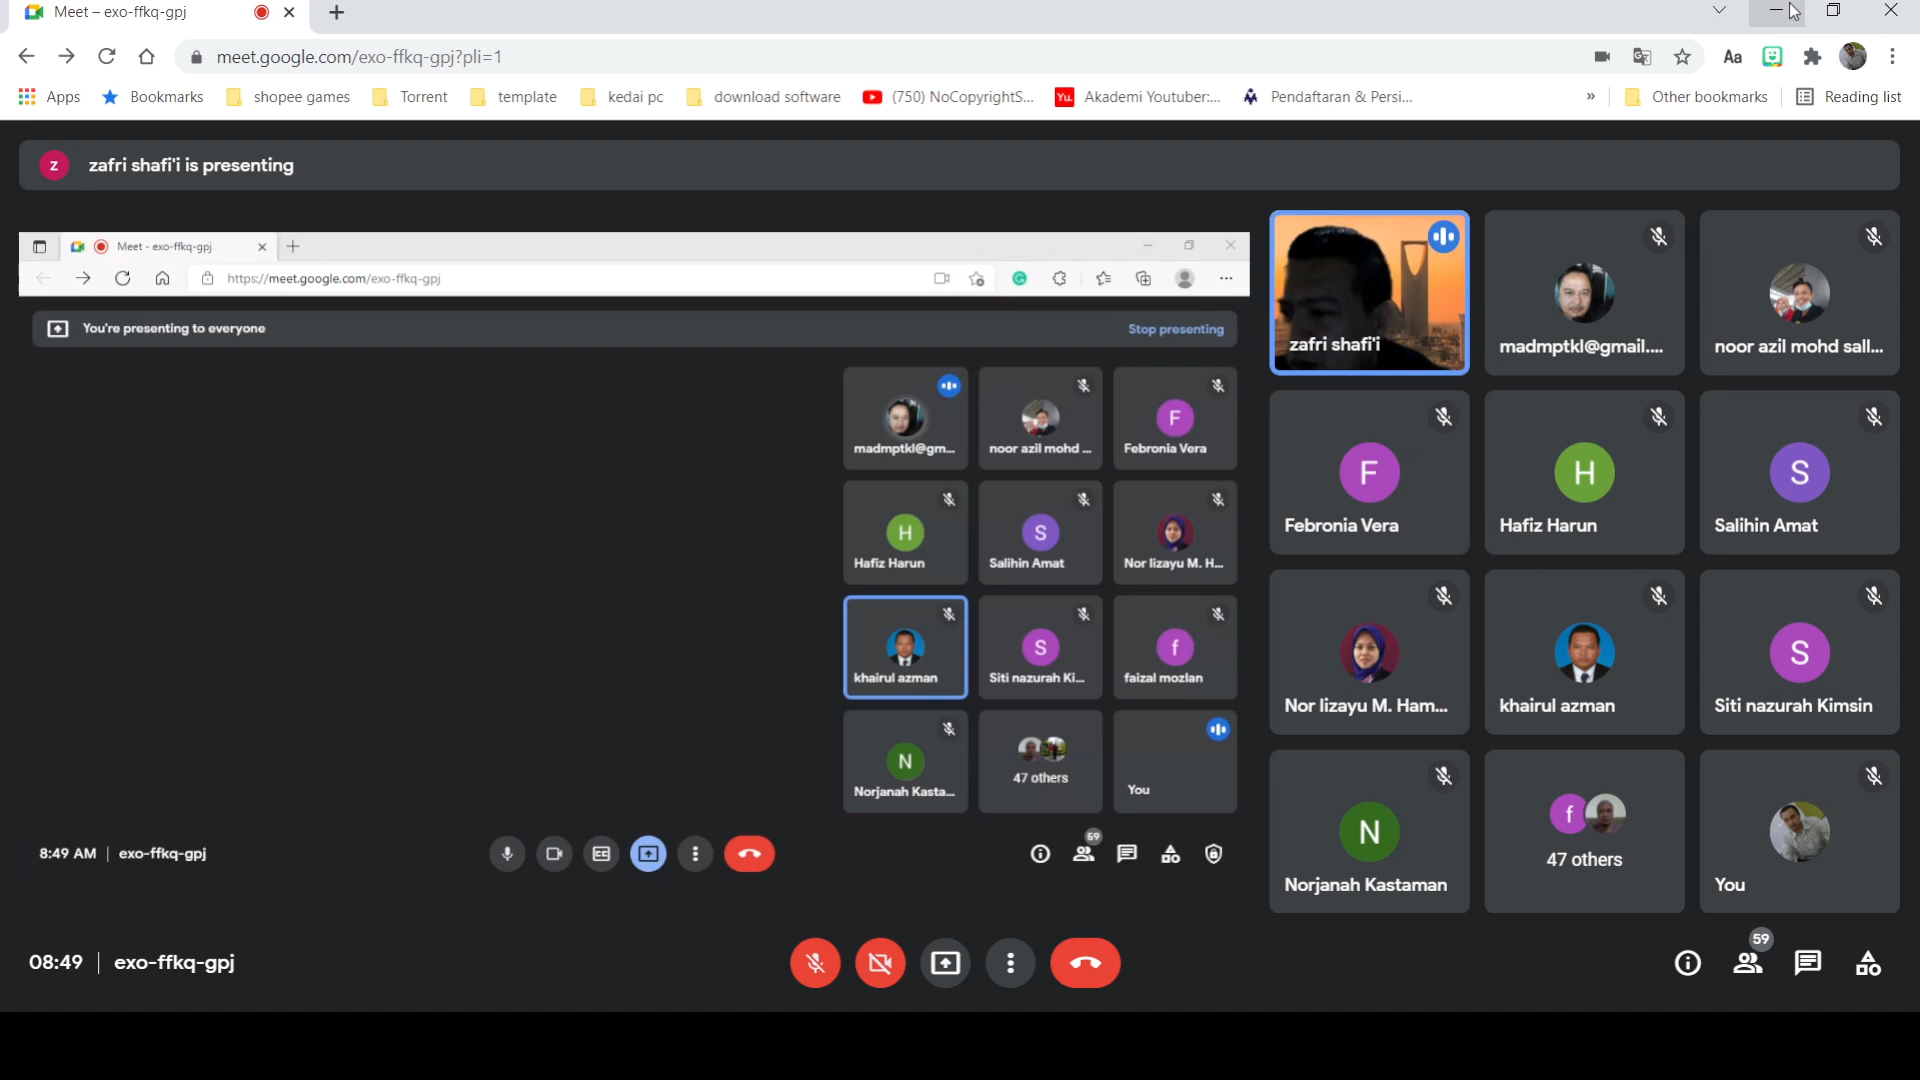 Meet – exo-ffkq-gpj
meet.google.com/exo-ffkq-gpj?pli=1
Aa
Apps
Bookmarks
shopee games
Torrent
template
kedai pc
download software
(750) NoCopyrightS...
Yu.
Akademi Youtuber:...
Pendaftaran & Persi...
»
Other bookmarks
Reading list
z
zafri shafi'i is presenting
Meet - exo-ffkq-gpj
https://meet.google.com/exo-ffkq-gpj
You're presenting to everyone
Stop presenting
madmptkl@gm...
noor azil mohd ...
F
Febronia Vera
H
Hafiz Harun
S
Salihin Amat
Nor lizayu M. H...
khairul azman
S
Siti nazurah Ki...
f
faizal mozlan
N
Norjanah Kasta...
47 others
You
8:49 AM | exo-ffkq-gpj
CC
59
zafri shafi'i
madmptkl@gmail....
noor azil mohd sall...
F
Febronia Vera
H
Hafiz Harun
S
Salihin Amat
Nor lizayu M. Ham...
khairul azman
S
Siti nazurah Kimsin
N
Norjanah Kastaman
f
47 others
You
08:49 | exo-ffkq-gpj
59